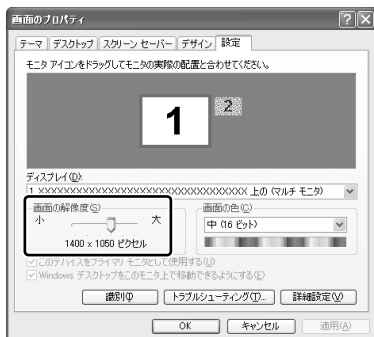 画面のプロパティ
テーマ デスクトップ スクリーン セーバー デザイン 設定
モニタ アイコンをドラッグしてモニタの実際の配置と合わせてください。
1 2
ディスプレイ(D):
1 XXXXXXXXXXXXXXXXXXXXXXXXXXXXXXXX 上の (マルチ モニタ)
画面の解像度(S)
小 大
1400 x 1050 ピクセル
画面の色(C)
中 (16 ビット)
このデバイスをプライマリ モニタとして使用する(U)
Windows デスクトップをこのモニタ上で移動できるようにする(E)
識別(I) トラブルシューティング(T)... 詳細設定(V)
OK キャンセル 適用(A)